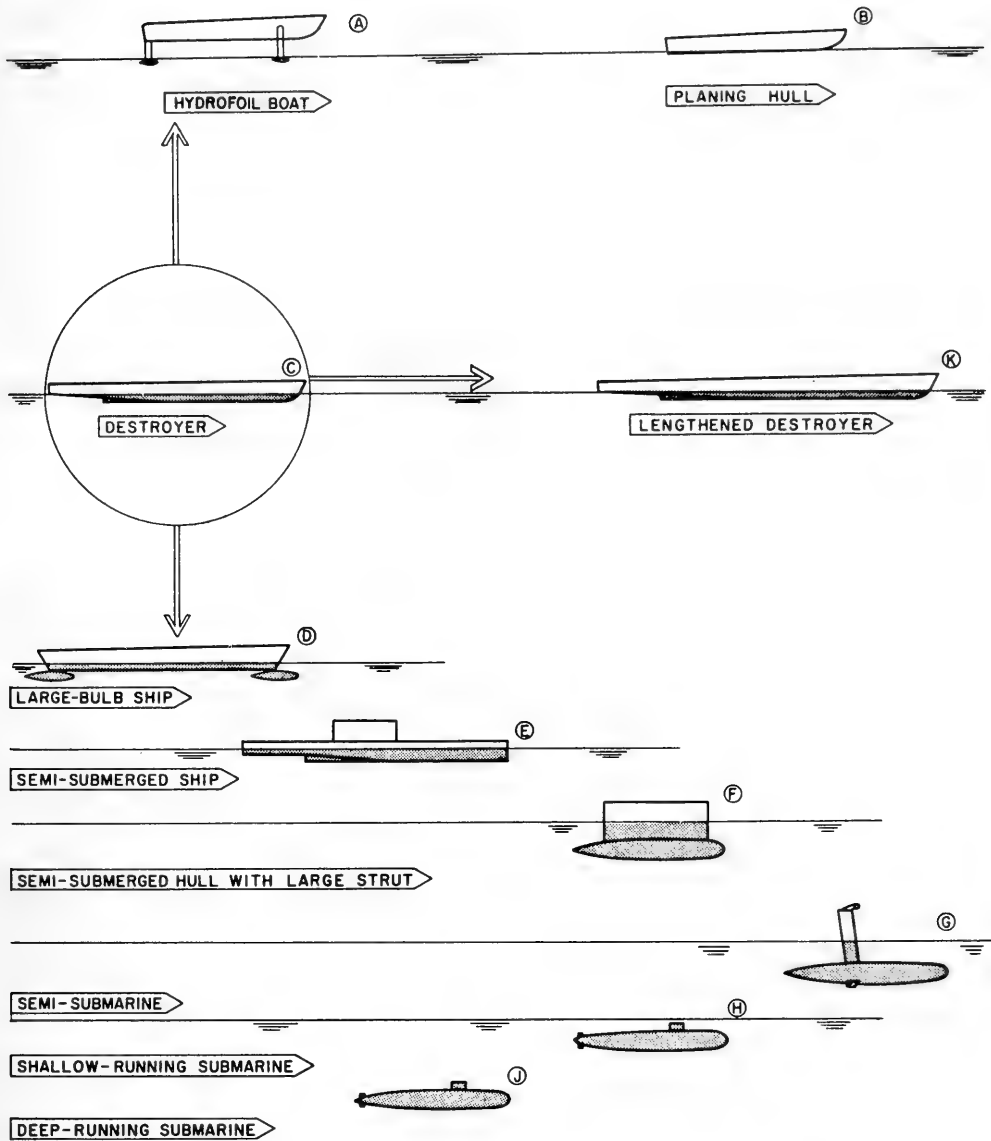 Ⓐ
Ⓑ
HYDROFOIL BOAT
PLANING HULL
Ⓒ
Ⓚ
DESTROYER
LENGTHENED DESTROYER
Ⓓ
LARGE-BULB SHIP
Ⓔ
SEMI-SUBMERGED SHIP
Ⓕ
SEMI-SUBMERGED HULL WITH LARGE STRUT
Ⓖ
SEMI-SUBMARINE
Ⓗ
SHALLOW-RUNNING SUBMARINE
Ⓙ
DEEP-RUNNING SUBMARINE